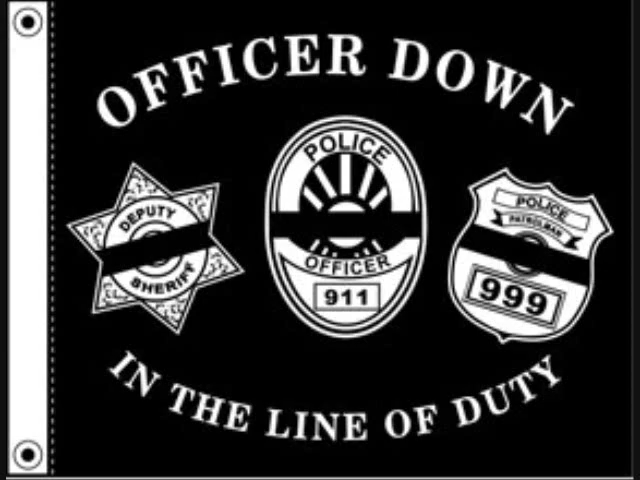 OFFICER DOWN
DEPUTY
SHERIFF
POLICE
OFFICER
911
POLICE
PATROLMAN
999
IN THE LINE OF DUTY